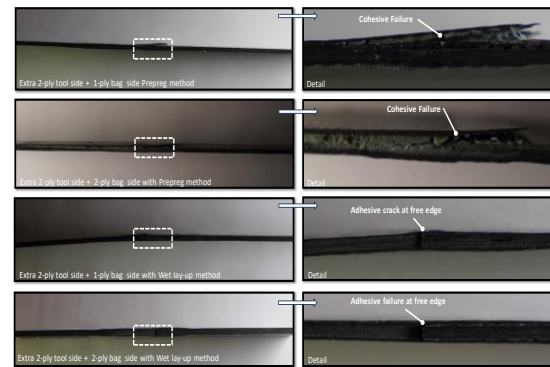 Cohesive Failure
Extra 2-ply tool side + 1-ply bag side Prepreg method
Detail
Cohesive Failure
Extra 2-ply tool side + 2-ply bag side with Prepreg method
Detail
Adhesive crack at free edge
Extra 2-ply tool side + 1-ply bag side with Wet lay-up method
Detail
Adhesive failure at free edge
Extra 2-ply tool side + 2-ply bag side with Wet lay-up method
Detail